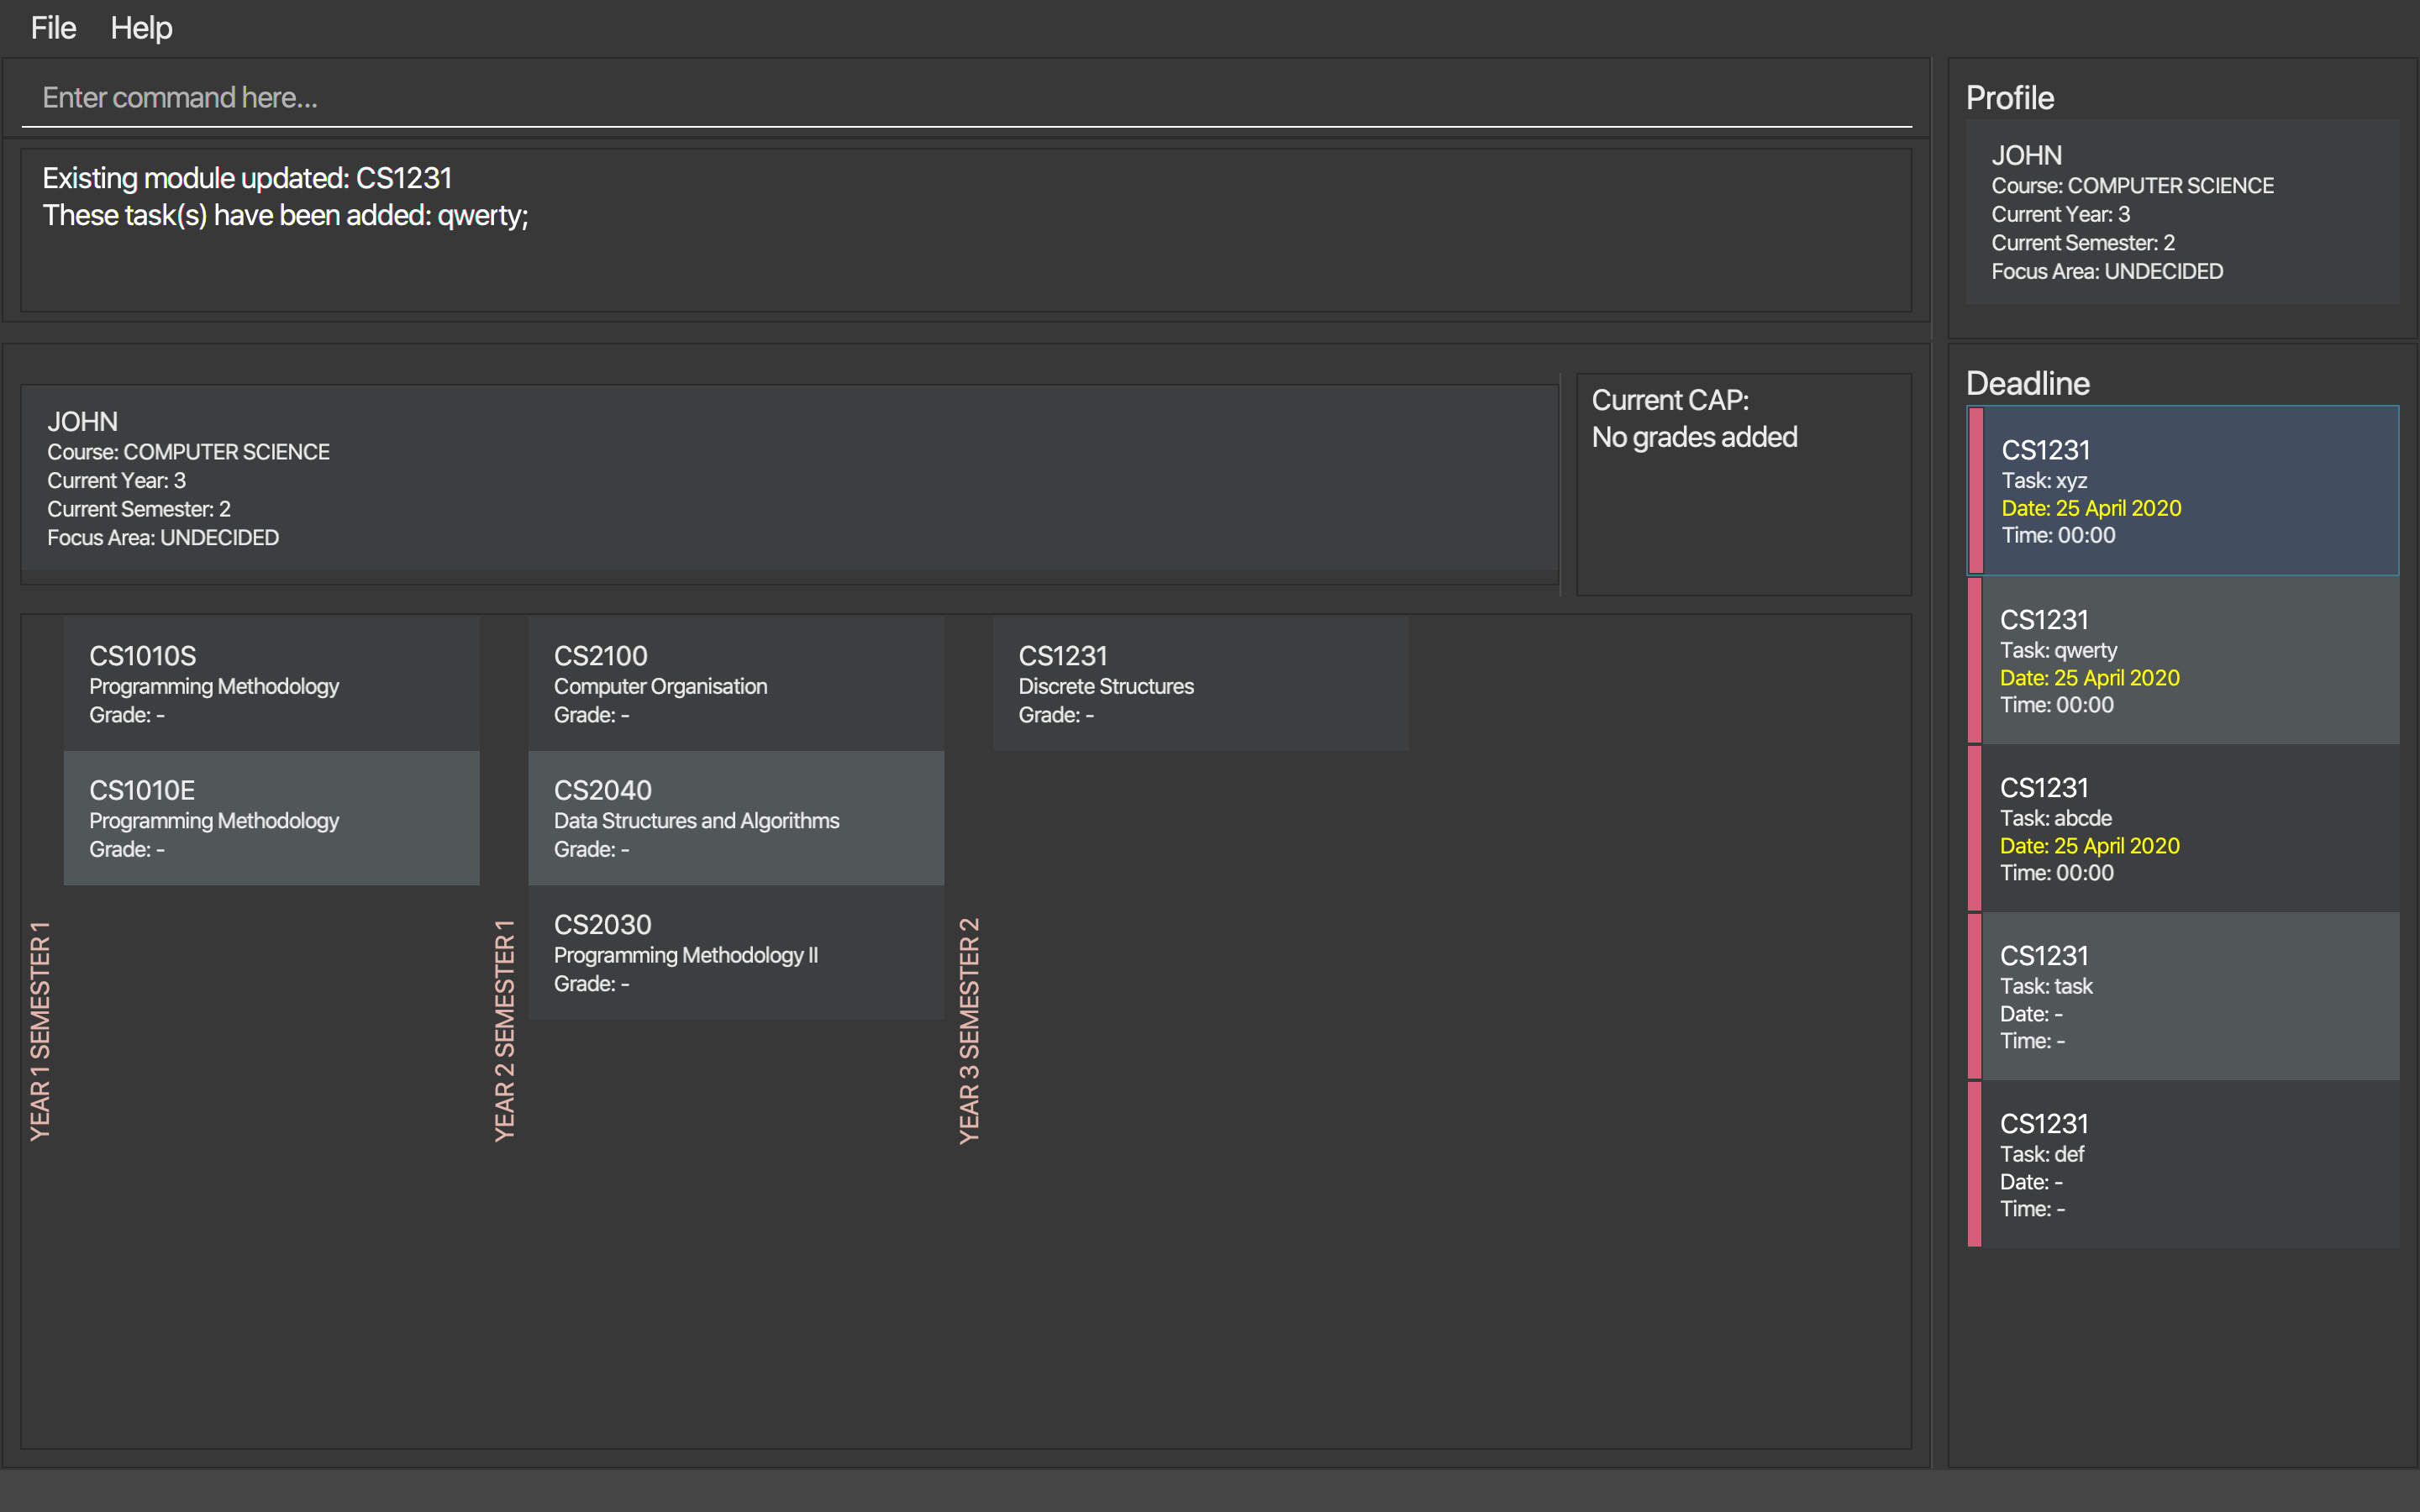 File Help
Enter command here...
Existing module updated: CS1231
These task(s) have been added: qwerty;
Profile
JOHN
Course: COMPUTER SCIENCE
Current Year: 3
Current Semester: 2
Focus Area: UNDECIDED
JOHN
Course: COMPUTER SCIENCE
Current Year: 3
Current Semester: 2
Focus Area: UNDECIDED
Current CAP:
No grades added
YEAR 1 SEMESTER 1
CS1010S
Programming Methodology
Grade: -
CS1010E
Programming Methodology
Grade: -
YEAR 2 SEMESTER 1
CS2100
Computer Organisation
Grade: -
CS2040
Data Structures and Algorithms
Grade: -
CS2030
Programming Methodology II
Grade: -
YEAR 3 SEMESTER 2
CS1231
Discrete Structures
Grade: -
Deadline
CS1231
Task: xyz
Date: 25 April 2020
Time: 00:00
CS1231
Task: qwerty
Date: 25 April 2020
Time: 00:00
CS1231
Task: abcde
Date: 25 April 2020
Time: 00:00
CS1231
Task: task
Date: -
Time: -
CS1231
Task: def
Date: -
Time: -